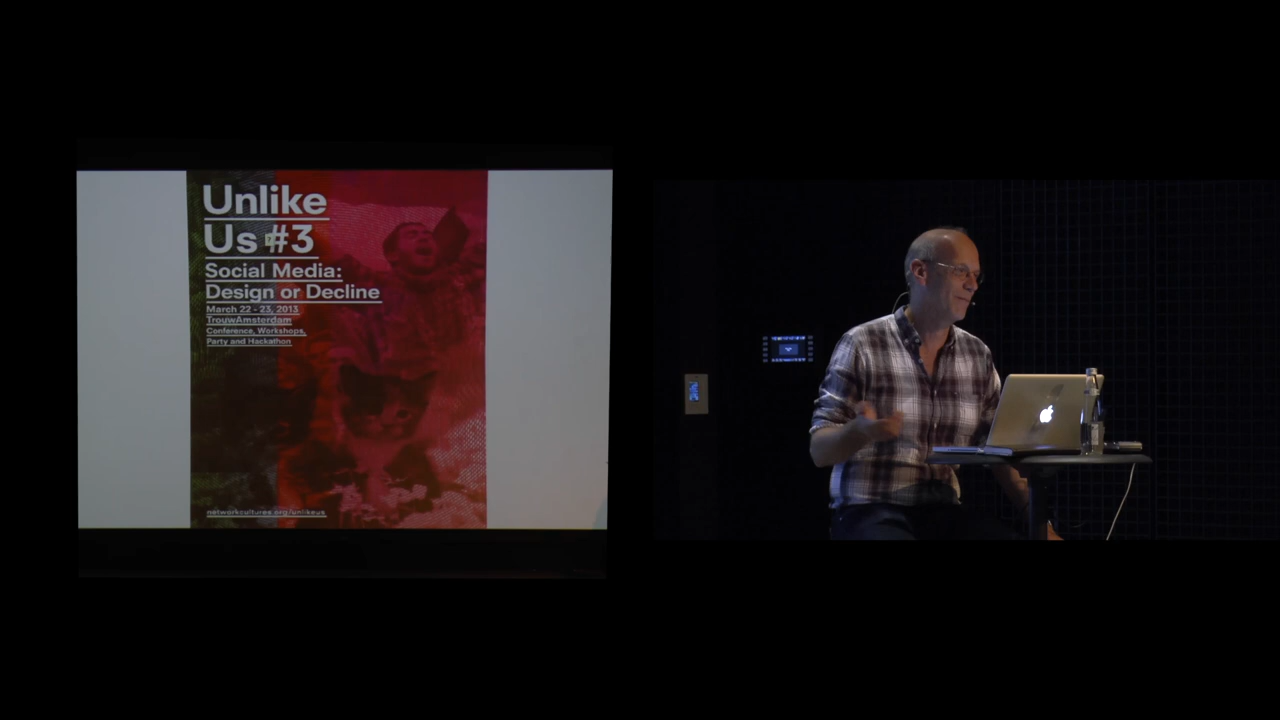 Unlike
Us #3
Social Media:
Design or Decline
March 22 - 23, 2013
TrouwAmsterdam
Conference, Workshops,
Party and Hackathon
networkcultures.org/unlikeus